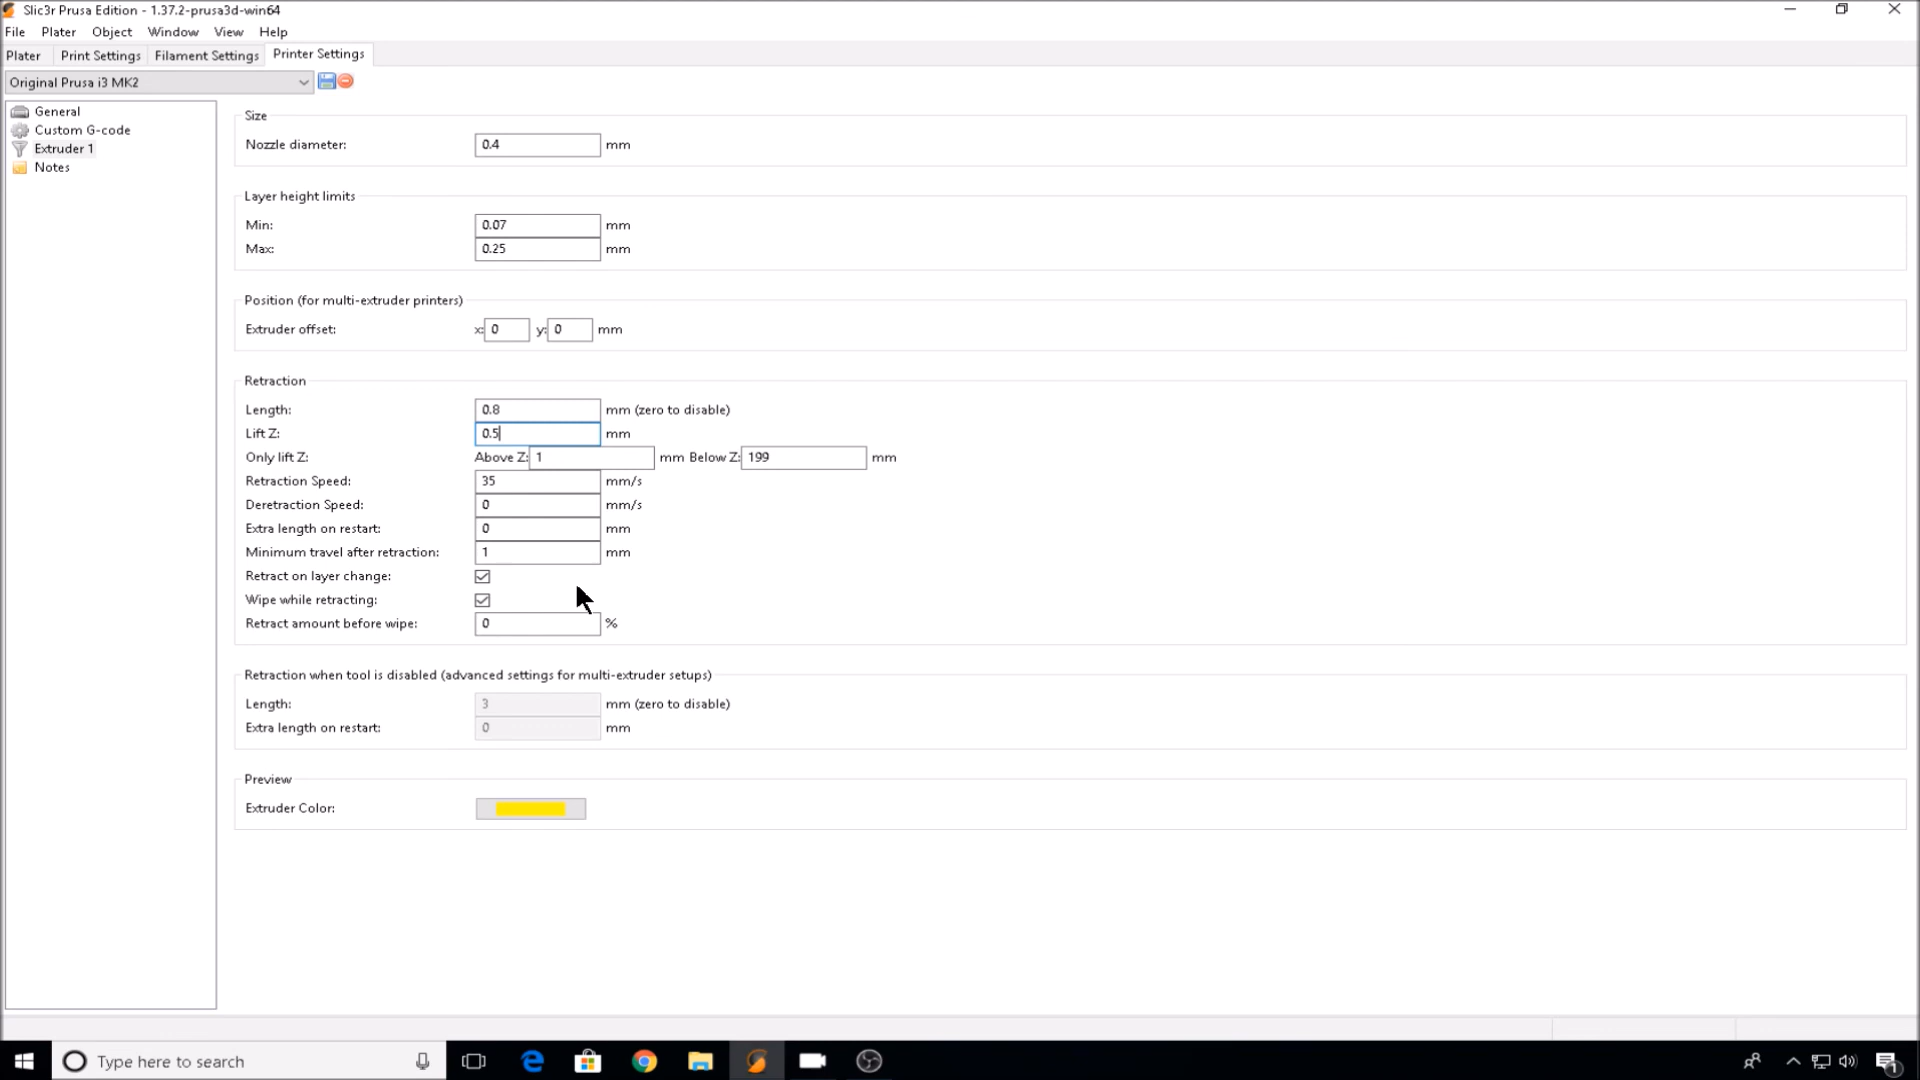 Slic3r Prusa Edition - 1.37.2-prusa3d-win64
File Plater Object Window View Help
Plater Print Settings Filament Settings Printer Settings
Original Prusa i3 MK2
General
Custom G-code
Extruder 1
Notes
Size
Nozzle diameter: 0.4 mm
Layer height limits
Min: 0.07 mm
Max: 0.25 mm
Position (for multi-extruder printers)
Extruder offset: x: 0 y: 0 mm
Retraction
Length: 0.8 mm (zero to disable)
Lift Z: 0.5 mm
Only lift Z: Above Z: 1 mm Below Z: 199 mm
Retraction Speed: 35 mm/s
Deretraction Speed: 0 mm/s
Extra length on restart: 0 mm
Minimum travel after retraction: 1 mm
Retract on layer change:
Wipe while retracting:
Retract amount before wipe: 0 %
Retraction when tool is disabled (advanced settings for multi-extruder setups)
Length: 3 mm (zero to disable)
Extra length on restart: 0 mm
Preview
Extruder Color:
Type here to search
1